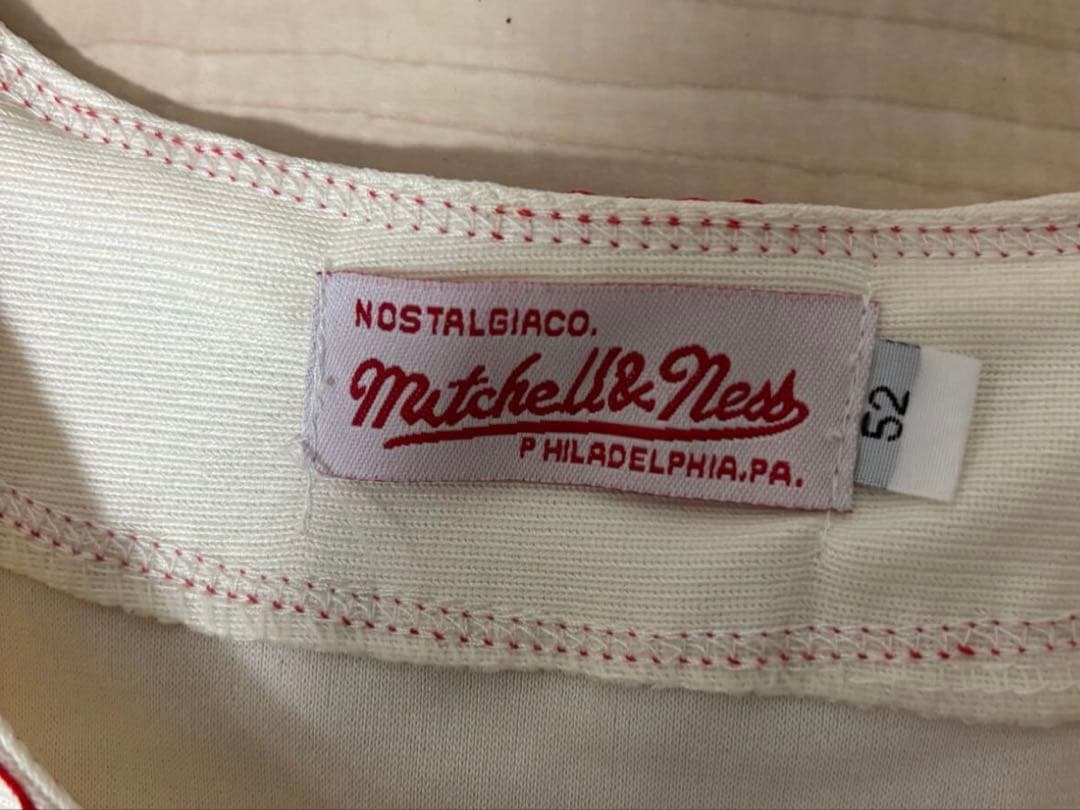 NOSTALGIACO.
Mitchell & Ness
PHILADELPHIA,PA.
52